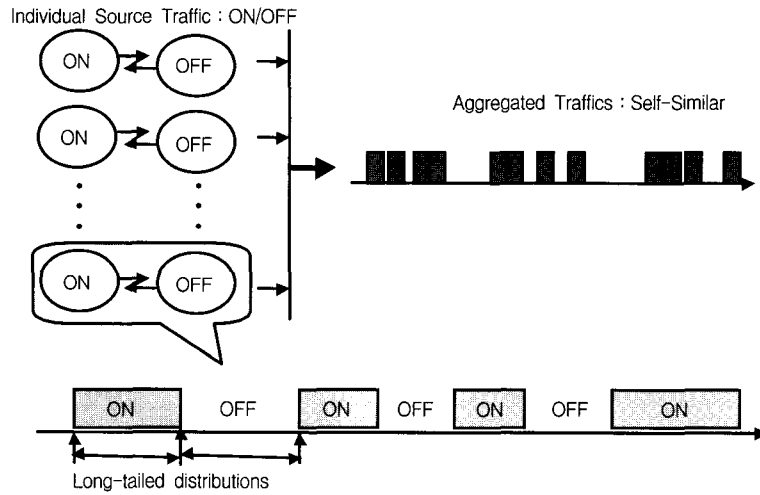 Individual Source Traffic : ON/OFF
ON OFF
Aggregated Traffics : Self-Similar
ON OFF
ON OFF
ON OFF ON OFF ON OFF ON
Long-tailed distributions